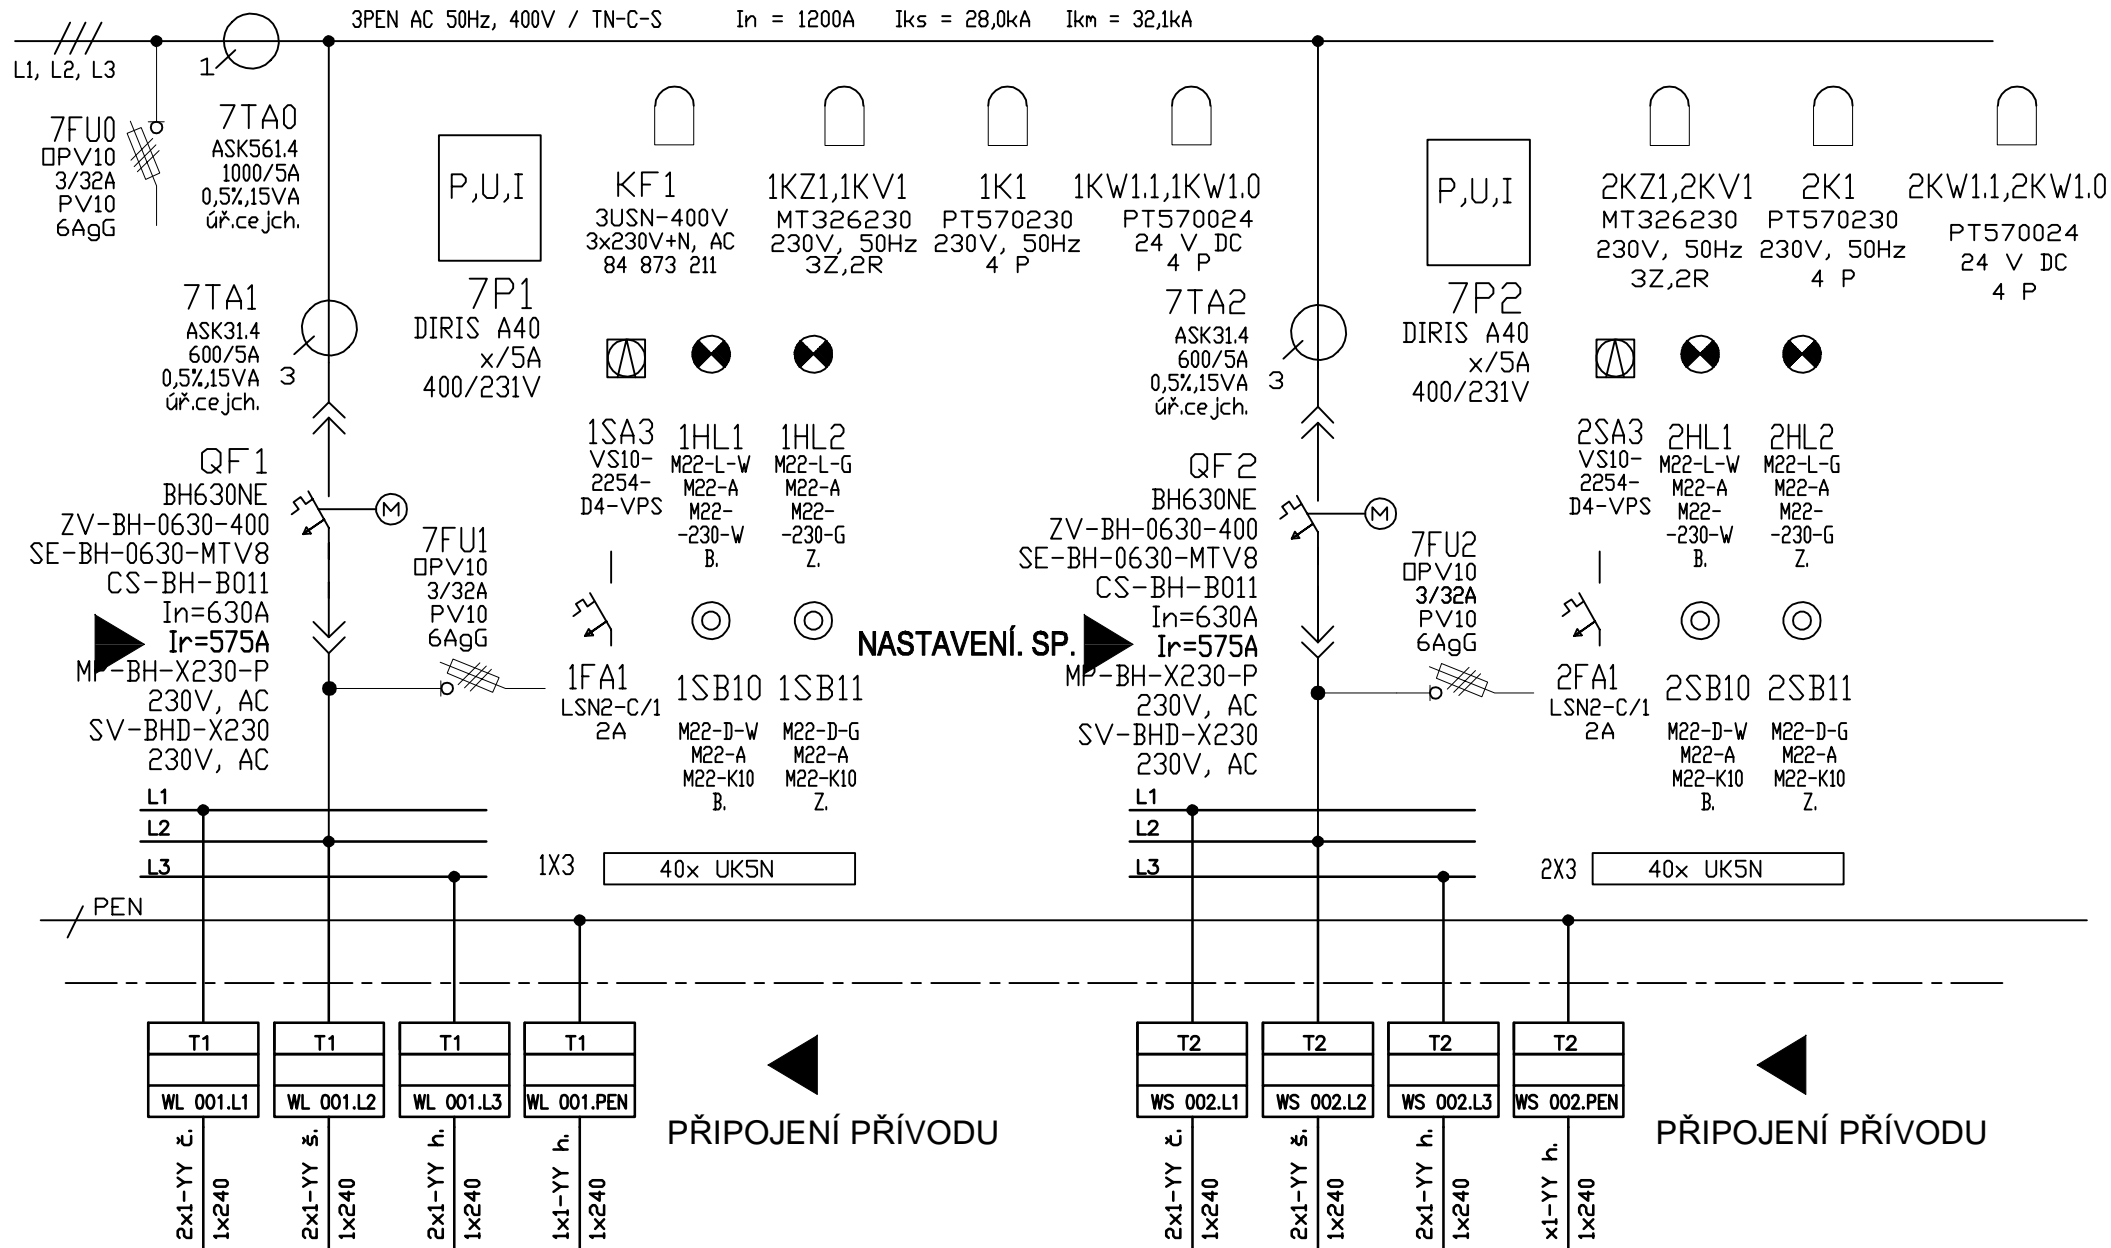 3PEN AC 50Hz, 400V / TN-C-S In = 1200A Iks = 28,0kA Ikm = 32,1kA
L1, L2, L3
1
7FU0
□PV10
3/32A
PV10
6AgG
7TA0
ASK561.4
1000/5A
0,5%,15VA
úř.cejch.
P,U,I
7P1
DIRIS A40
x/5A
400/231V
KF1
3USN-400V
3x230V+N, AC
84 873 211
1KZ1,1KV1
MT326230
230V, 50Hz
3Z,2R
1K1
PT570230
230V, 50Hz
4 P
1KW1.1,1KW1.0
PT570024
24 V DC
4 P
7TA1
ASK31.4
600/5A
0,5%,15VA
úř.cejch.
3
QF1
BH630NE
ZV-BH-0630-400
SE-BH-0630-MTV8
CS-BH-B011
In=630A
Ir=575A
MP-BH-X230-P
230V, AC
SV-BHD-X230
230V, AC
M
7FU1
□PV10
3/32A
PV10
6AgG
1SA3
VS10-
2254-
D4-VPS
1HL1
M22-L-W
M22-A
M22-
-230-W
B.
1HL2
M22-L-G
M22-A
M22-
-230-G
Z.
1FA1
LSN2-C/1
2A
1SB10
M22-D-W
M22-A
M22-K10
B.
1SB11
M22-D-G
M22-A
M22-K10
Z.
NASTAVENÍ. SP.
L1
L2
L3
1X3
40x UK5N
PEN
7TA2
ASK31.4
600/5A
0,5%,15VA
úř.cejch.
3
P,U,I
7P2
DIRIS A40
x/5A
400/231V
2KZ1,2KV1
MT326230
230V, 50Hz
3Z,2R
2K1
PT570230
230V, 50Hz
4 P
2KW1.1,2KW1.0
PT570024
24 V DC
4 P
QF2
BH630NE
ZV-BH-0630-400
SE-BH-0630-MTV8
CS-BH-B011
In=630A
Ir=575A
MP-BH-X230-P
230V, AC
SV-BHD-X230
230V, AC
M
7FU2
□PV10
3/32A
PV10
6AgG
2SA3
VS10-
2254-
D4-VPS
2HL1
M22-L-W
M22-A
M22-
-230-W
B.
2HL2
M22-L-G
M22-A
M22-
-230-G
Z.
2FA1
LSN2-C/1
2A
2SB10
M22-D-W
M22-A
M22-K10
B.
2SB11
M22-D-G
M22-A
M22-K10
Z.
L1
L2
L3
2X3
40x UK5N
T1
WL 001.L1
2x1-YY č.
1x240
T1
WL 001.L2
2x1-YY š.
1x240
T1
WL 001.L3
2x1-YY h.
1x240
T1
WL 001.PEN
1x1-YY h.
1x240
PŘIPOJENÍ PŘÍVODU
T2
WS 002.L1
2x1-YY č.
1x240
T2
WS 002.L2
2x1-YY š.
1x240
T2
WS 002.L3
2x1-YY h.
1x240
T2
WS 002.PEN
x1-YY h.
1x240
PŘIPOJENÍ PŘÍVODU